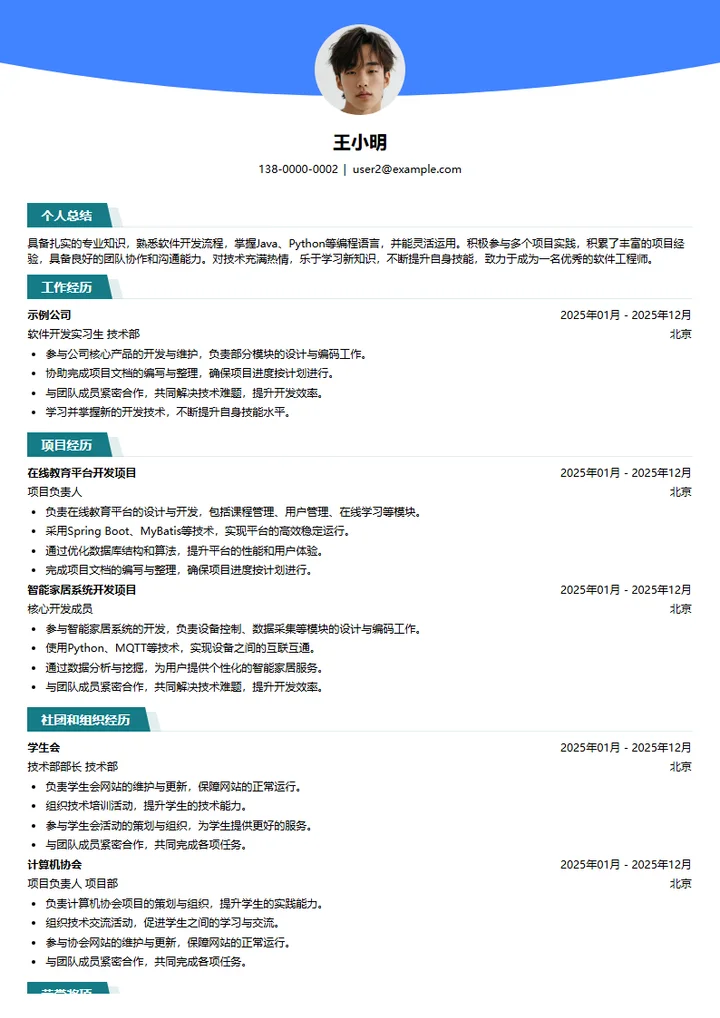 王小明
138-0000-0002 | user2@example.com
个人总结
具备扎实的专业知识，熟悉软件开发流程，掌握Java、Python等编程语言，并能灵活运用。积极参与多个项目实践，积累了丰富的项目经
验，具备良好的团队协作和沟通能力。对技术充满热情，乐于学习新知识，不断提升自身技能，致力于成为一名优秀的软件工程师。
工作经历
示例公司 2025年01月 - 2025年12月
软件开发实习生 技术部 北京
• 参与公司核心产品的开发与维护，负责部分模块的设计与编码工作。
• 协助完成项目文档的编写与整理，确保项目进度按计划进行。
• 与团队成员紧密合作，共同解决技术难题，提升开发效率。
• 学习并掌握新的开发技术，不断提升自身技能水平。
项目经历
在线教育平台开发项目 2025年01月 - 2025年12月
项目负责人 北京
• 负责在线教育平台的设计与开发，包括课程管理、用户管理、在线学习等模块。
• 采用Spring Boot、MyBatis等技术，实现平台的高效稳定运行。
• 通过优化数据库结构和算法，提升平台的性能和用户体验。
• 完成项目文档的编写与整理，确保项目进度按计划进行。
智能家居系统开发项目 2025年01月 - 2025年12月
核心开发成员 北京
• 参与智能家居系统的开发，负责设备控制、数据采集等模块的设计与编码工作。
• 使用Python、MQTT等技术，实现设备之间的互联互通。
• 通过数据分析与挖掘，为用户提供个性化的智能家居服务。
• 与团队成员紧密合作，共同解决技术难题，提升开发效率。
社团和组织经历
学生会 2025年01月 - 2025年12月
技术部部长 技术部 北京
• 负责学生会网站的维护与更新，保障网站的正常运行。
• 组织技术培训活动，提升学生的技术能力。
• 参与学生会活动的策划与组织，为学生提供更好的服务。
• 与团队成员紧密合作，共同完成各项任务。
计算机协会 2025年01月 - 2025年12月
项目负责人 项目部 北京
• 负责计算机协会项目的策划与组织，提升学生的实践能力。
• 组织技术交流活动，促进学生之间的学习与交流。
• 参与协会网站的维护与更新，保障网站的正常运行。
• 与团队成员紧密合作，共同完成各项任务。